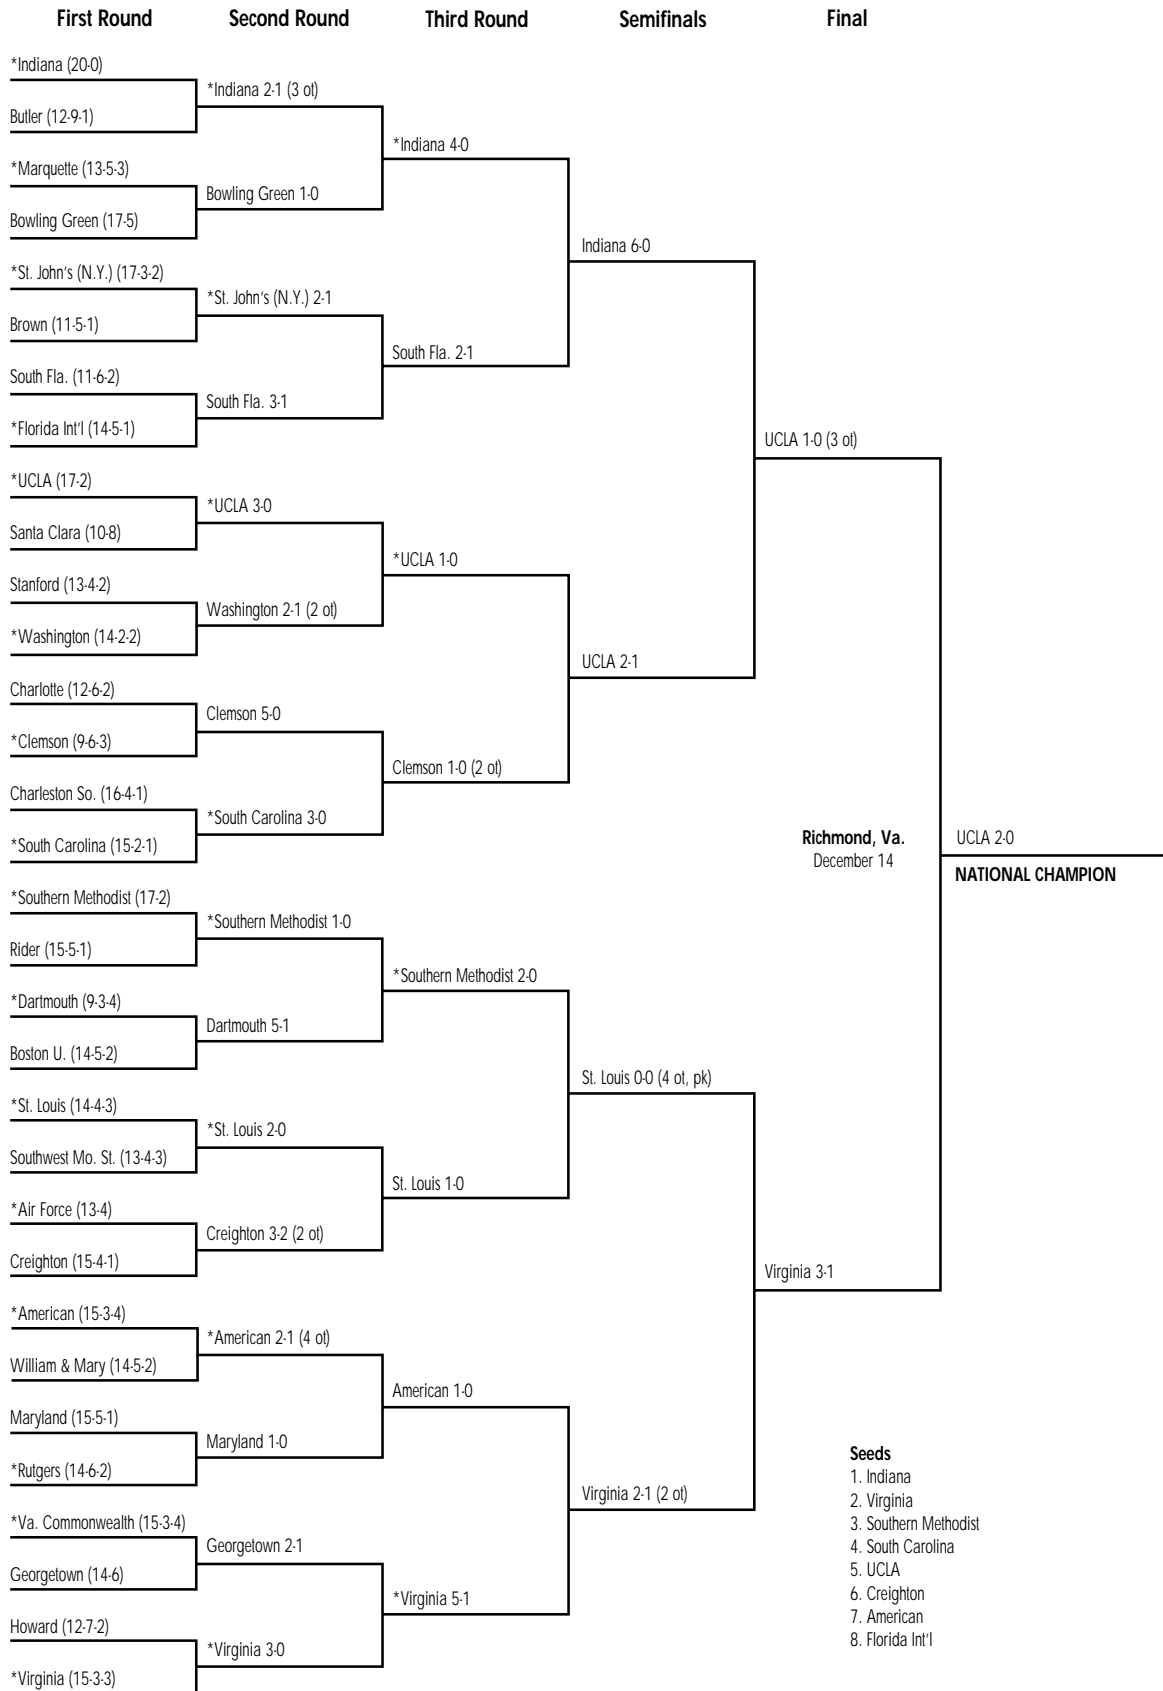 First Round Second Round Third Round Semifinals Final
*Indiana (20-0)
Butler (12-9-1)
*Marquette (13-5-3)
Bowling Green (17-5)
*St. John's (N.Y.) (17-3-2)
Brown (11-5-1)
South Fla. (11-6-2)
*Florida Int'l (14-5-1)
*UCLA (17-2)
Santa Clara (10-8)
Stanford (13-4-2)
*Washington (14-2-2)
Charlotte (12-6-2)
*Clemson (9-6-3)
Charleston So. (16-4-1)
*South Carolina (15-2-1)
*Southern Methodist (17-2)
Rider (15-5-1)
*Dartmouth (9-3-4)
Boston U. (14-5-2)
*St. Louis (14-4-3)
Southwest Mo. St. (13-4-3)
*Air Force (13-4)
Creighton (15-4-1)
*American (15-3-4)
William & Mary (14-5-2)
Maryland (15-5-1)
*Rutgers (14-6-2)
*Va. Commonwealth (15-3-4)
Georgetown (14-6)
Howard (12-7-2)
*Virginia (15-3-3)
*Indiana 2-1 (3 ot)
Bowling Green 1-0
*St. John's (N.Y.) 2-1
South Fla. 3-1
*UCLA 3-0
Washington 2-1 (2 ot)
Clemson 5-0
*South Carolina 3-0
*Southern Methodist 1-0
Dartmouth 5-1
*St. Louis 2-0
Creighton 3-2 (2 ot)
*American 2-1 (4 ot)
Maryland 1-0
Georgetown 2-1
*Virginia 3-0
*Indiana 4-0
South Fla. 2-1
*UCLA 1-0
Clemson 1-0 (2 ot)
*Southern Methodist 2-0
St. Louis 1-0
American 1-0
*Virginia 5-1
Indiana 6-0
UCLA 2-1
St. Louis 0-0 (4 ot, pk)
Virginia 2-1 (2 ot)
UCLA 1-0 (3 ot)
Virginia 3-1
Richmond, Va.
December 14
UCLA 2-0
NATIONAL CHAMPION
Seeds
1. Indiana
2. Virginia
3. Southern Methodist
4. South Carolina
5. UCLA
6. Creighton
7. American
8. Florida Int'l